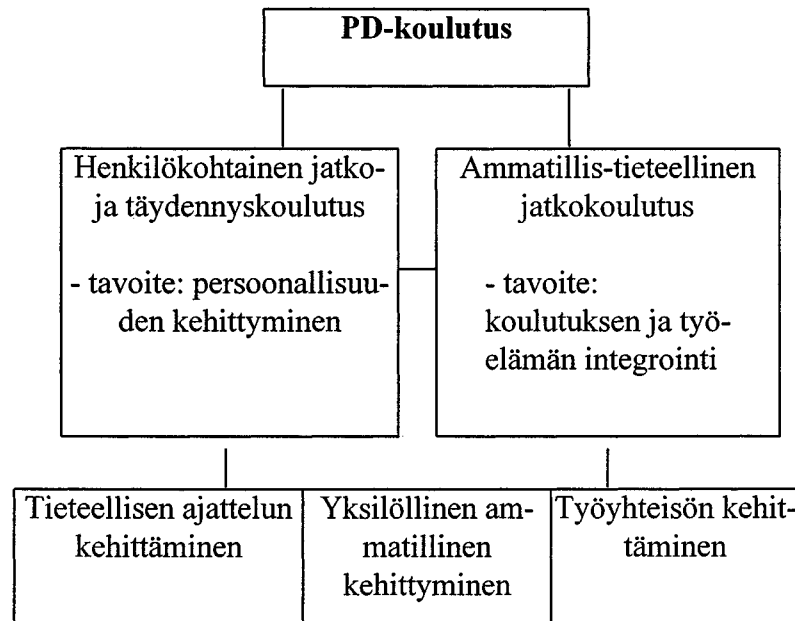 PD-koulutus
Henkilökohtainen jatko-
ja täydennyskoulutus
- tavoite: persoonallisuu-
den kehittyminen
Ammatillis-tieteellinen
jatkokoulutus
- tavoite:
koulutuksen ja työ-
elämän integrointi
Tieteellisen ajattelun
kehittäminen
Yksilöllinen am-
matillinen
kehittyminen
Työyhteisön kehit-
täminen